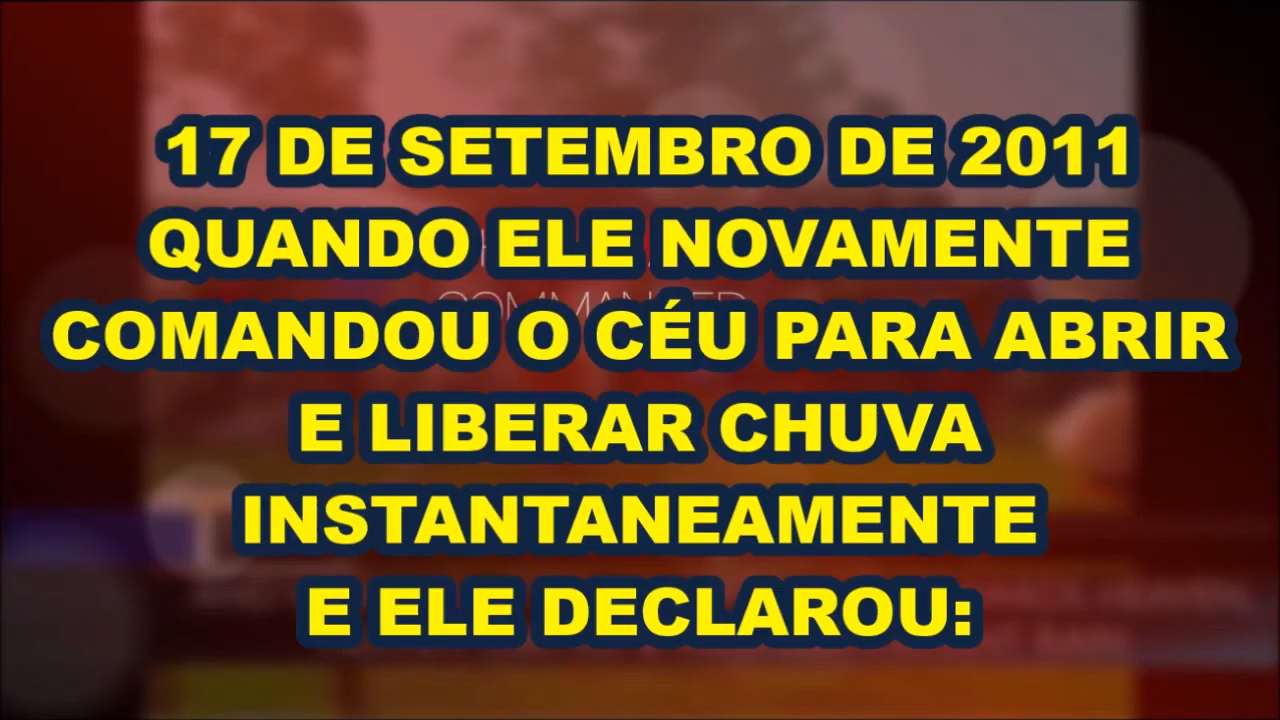 17 DE SETEMBRO DE 2011
QUANDO ELE NOVAMENTE
COMANDOU O CÉU PARA ABRIR
E LIBERAR CHUVA
INSTANTANEAMENTE
E ELE DECLAROU: